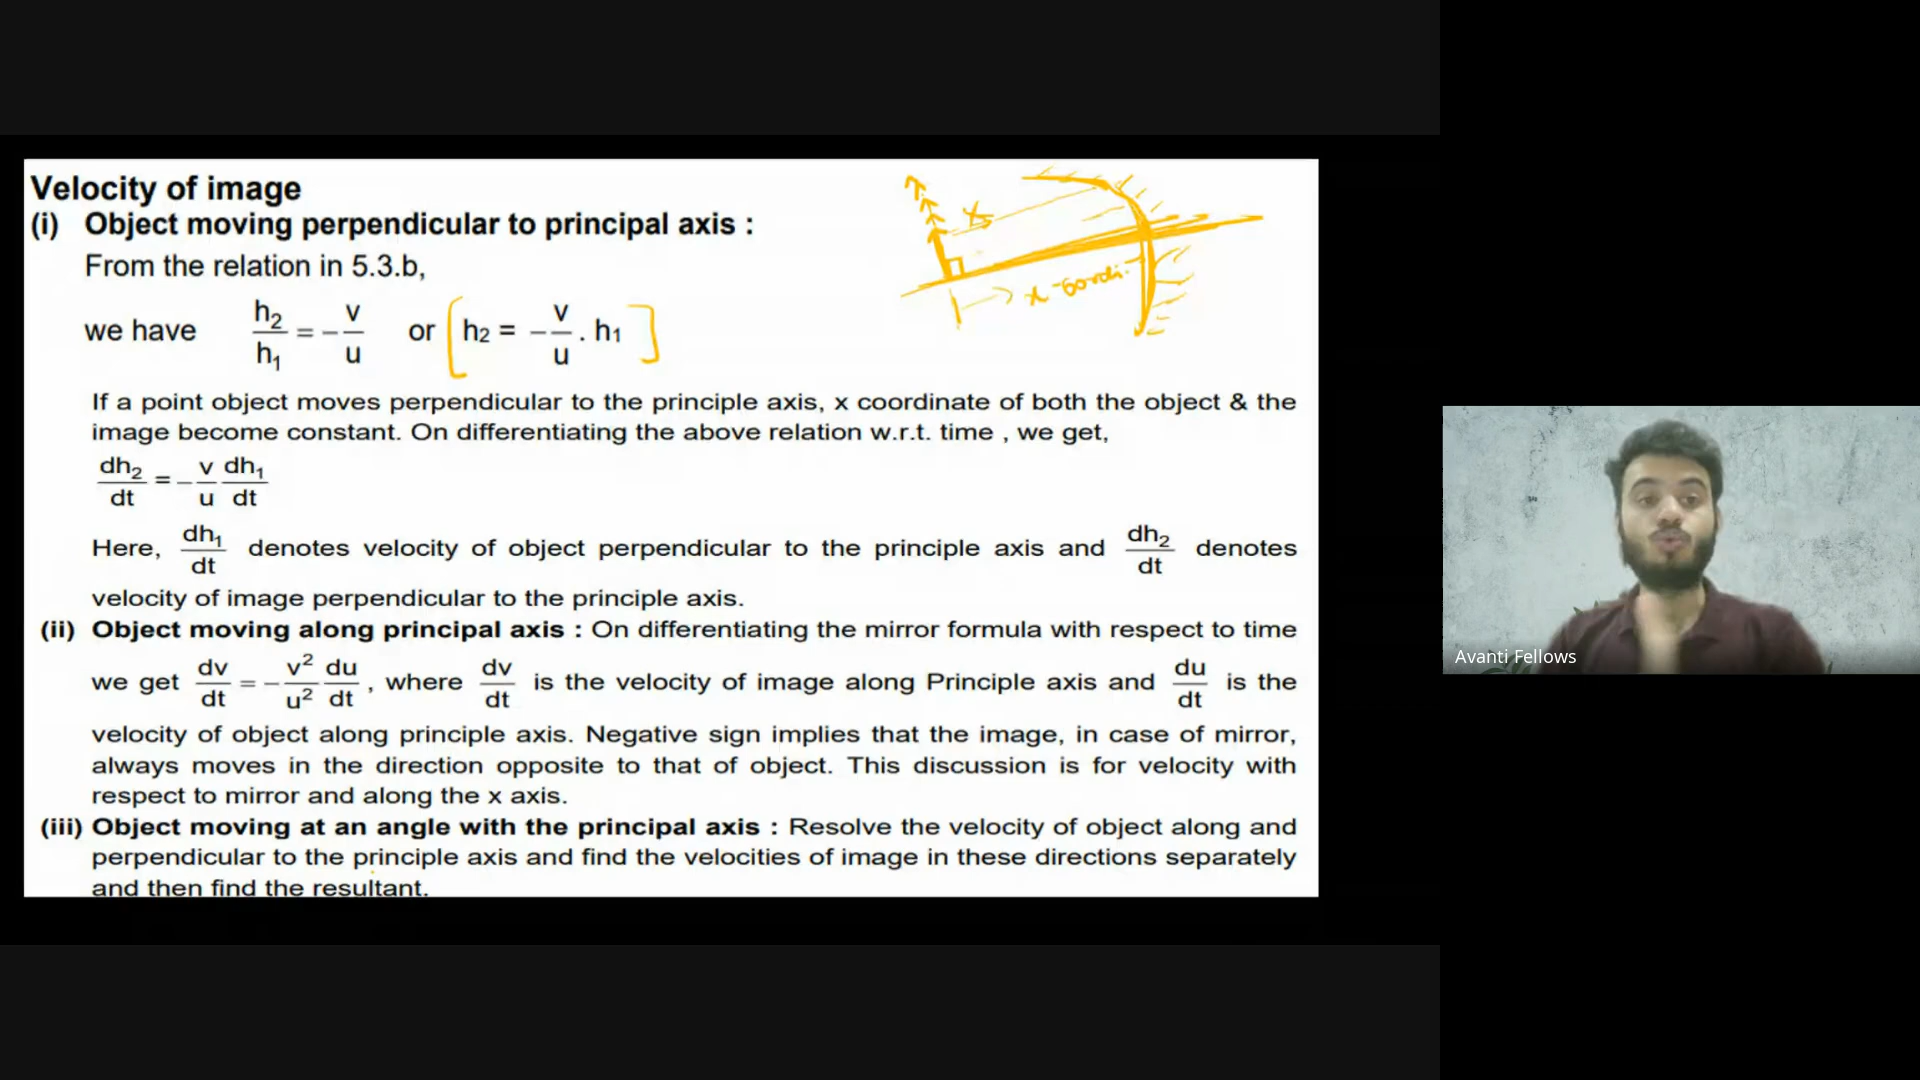 Velocity of image
(i) Object moving perpendicular to principal axis :
From the relation in 5.3.b,
we have h₂/h₁ = − v/u or [ h₂ = − v/u . h₁ ]
x-coordi.
If a point object moves perpendicular to the principle axis, x coordinate of both the object & the
image become constant. On differentiating the above relation w.r.t. time , we get,
dh₂/dt = − v/u dh₁/dt
Here, dh₁/dt denotes velocity of object perpendicular to the principle axis and dh₂/dt denotes
velocity of image perpendicular to the principle axis.
(ii) Object moving along principal axis : On differentiating the mirror formula with respect to time
we get dv/dt = − v²/u² du/dt , where dv/dt is the velocity of image along Principle axis and du/dt is the
velocity of object along principle axis. Negative sign implies that the image, in case of mirror,
always moves in the direction opposite to that of object. This discussion is for velocity with
respect to mirror and along the x axis.
(iii) Object moving at an angle with the principal axis : Resolve the velocity of object along and
perpendicular to the principle axis and find the velocities of image in these directions separately
and then find the resultant.
Avanti Fellows